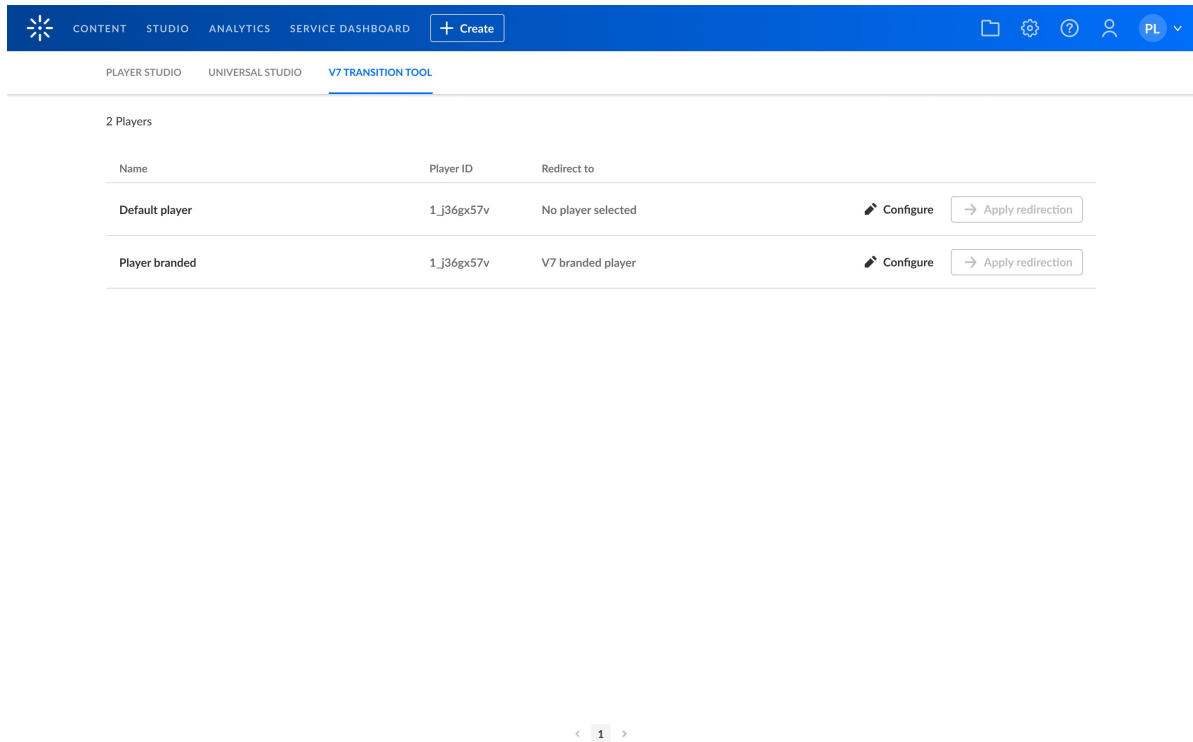 CONTENT STUDIO ANALYTICS SERVICE DASHBOARD + Create PL
PLAYER STUDIO UNIVERSAL STUDIO V7 TRANSITION TOOL
2 Players
Name Player ID Redirect to
Default player 1_j36gx57v No player selected Configure → Apply redirection
Player branded 1_j36gx57v V7 branded player Configure → Apply redirection
< 1 >